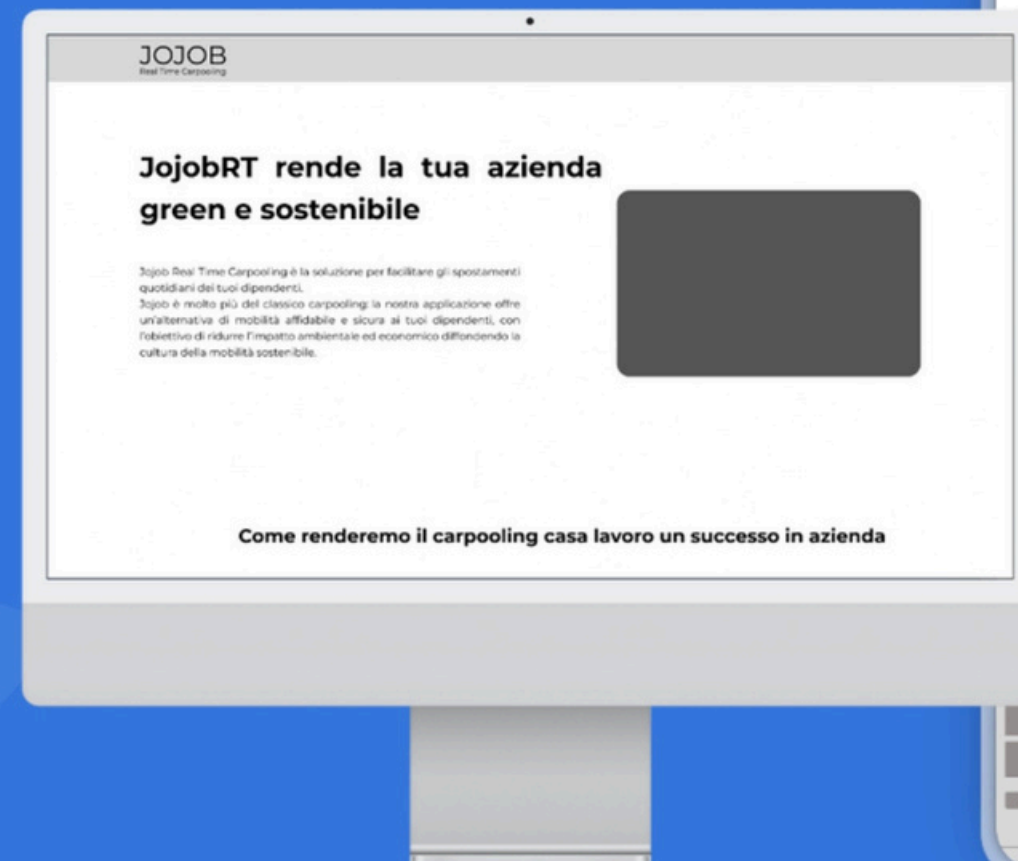 JOJOB
Real Time Carpooling
JojobRT rende la tua azienda
green e sostenibile
Jojob Real Time Carpooling è la soluzione per facilitare gli spostamenti
quotidiani dei tuoi dipendenti.
Jojob è molto più del classico carpooling: la nostra applicazione offre
un'alternativa di mobilità affidabile e sicura ai tuoi dipendenti, con
l'obiettivo di ridurre l'impatto ambientale ed economico diffondendo la
cultura della mobilità sostenibile.
Come renderemo il carpooling casa lavoro un successo in azienda